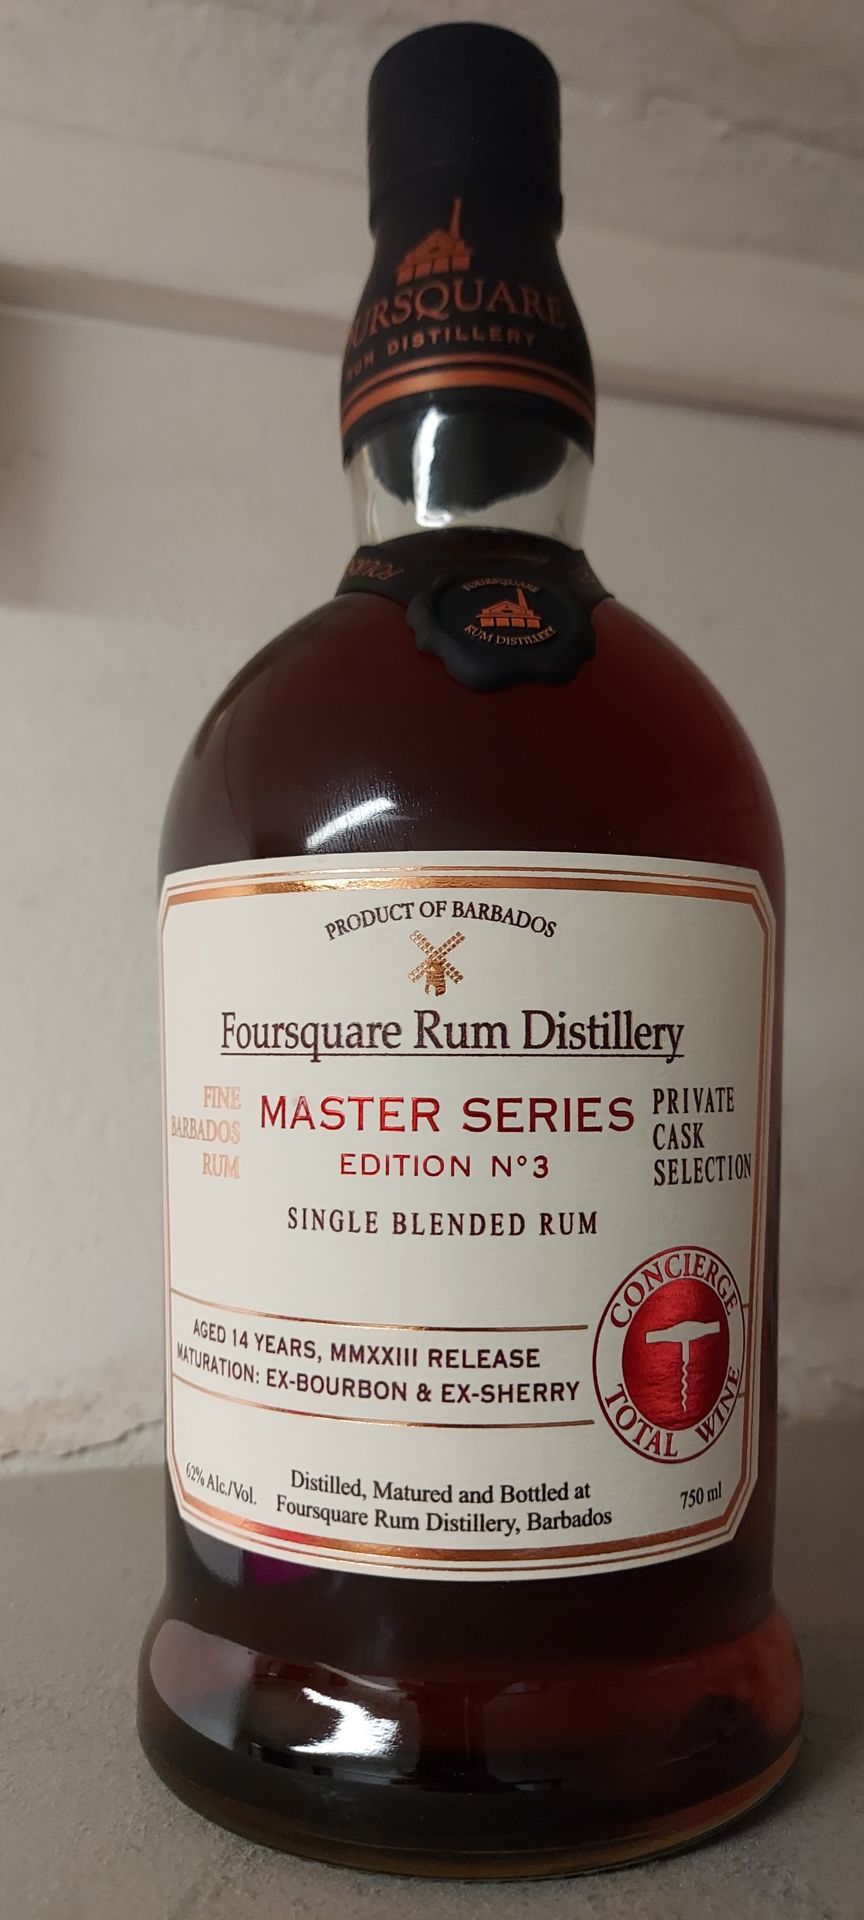 RUM DISTILLERY
FOURSQUARE
RUM DISTILLERY
PRODUCT OF BARBADOS
Foursquare Rum Distillery
FINE
BARBADOS
RUM
MASTER SERIES
EDITION N°3
PRIVATE
CASK
SELECTION
SINGLE BLENDED RUM
CONCIERGE
TOTAL WINE
AGED 14 YEARS, MMXXIII RELEASE
MATURATION: EX-BOURBON & EX-SHERRY
62% Alc./Vol.
Distilled, Matured and Bottled at
Foursquare Rum Distillery, Barbados
750 ml